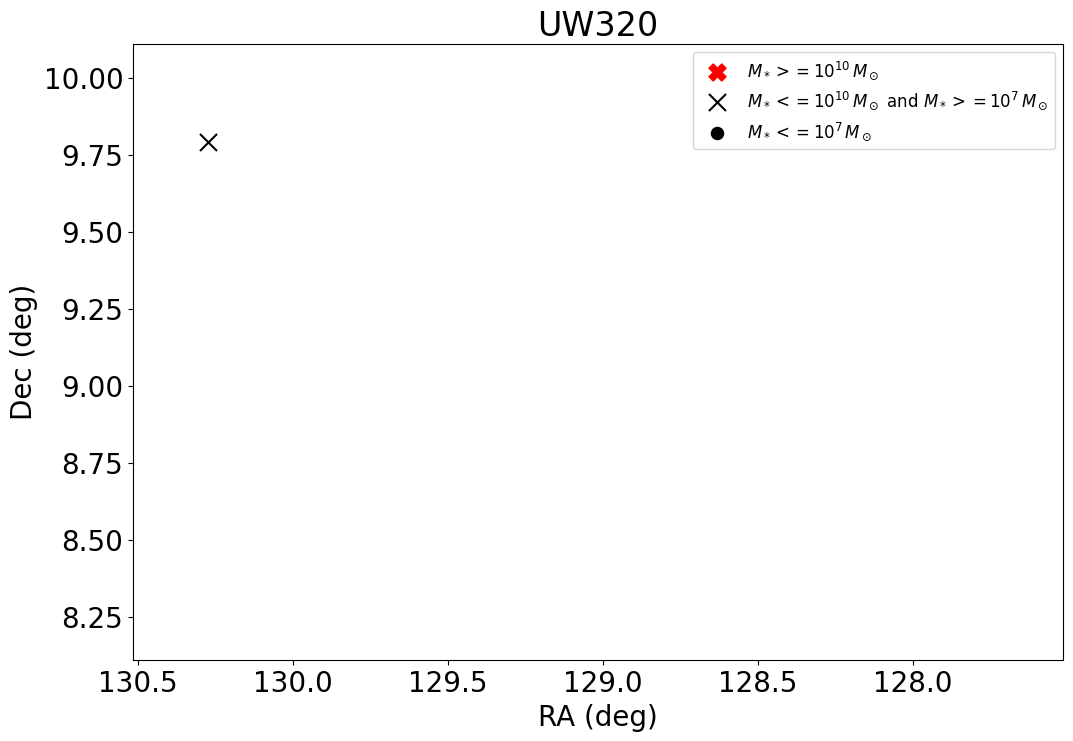 UW320
10.00
9.75
9.50
9.25
9.00
8.75
8.50
8.25
Dec (deg)
130.5 130.0 129.5 129.0 128.5 128.0
RA (deg)
M_* >= 10^{10} M_⊙
M_* <= 10^{10} M_⊙ and M_* >= 10^7 M_⊙
M_* <= 10^7 M_⊙